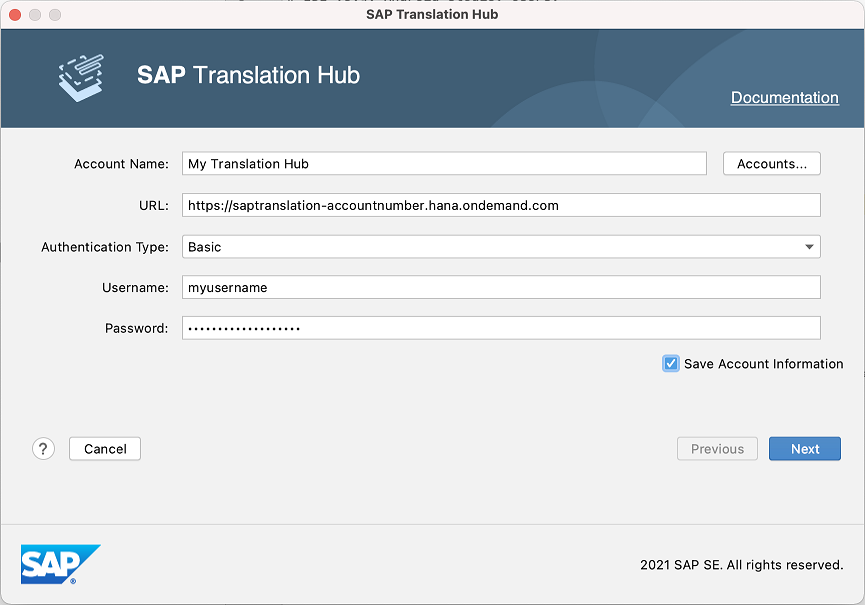 SAP Translation Hub
SAP Translation Hub
Documentation
Account Name: My Translation Hub Accounts...
URL: https://saptranslation-accountnumber.hana.ondemand.com
Authentication Type: Basic
Username: myusername
Password: •••••••••••••••••••
Save Account Information
? Cancel Previous Next
SAP® 2021 SAP SE. All rights reserved.